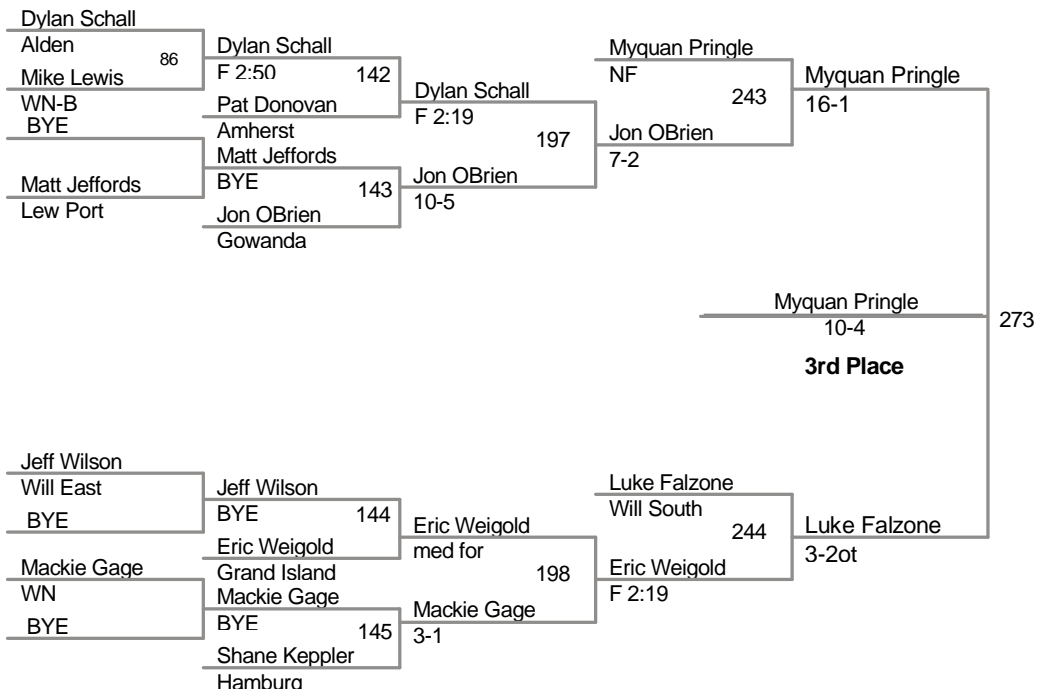 Dylan Schall
Alden
86
Mike Lewis
WN-B
BYE
Matt Jeffords
Lew Port
Dylan Schall
F 2:50
142
Pat Donovan
Amherst
Matt Jeffords
BYE
143
Jon OBrien
Gowanda
Dylan Schall
F 2:19
197
Jon OBrien
10-5
Myquan Pringle
NF
243
Jon OBrien
7-2
Myquan Pringle
16-1
Myquan Pringle
10-4
273
3rd Place
Jeff Wilson
Will East
BYE
Mackie Gage
WN
BYE
Jeff Wilson
BYE
144
Eric Weigold
Grand Island
Mackie Gage
BYE
145
Shane Keppler
Hamburg
Eric Weigold
med for
198
Mackie Gage
3-1
Luke Falzone
Will South
244
Eric Weigold
F 2:19
Luke Falzone
3-2ot